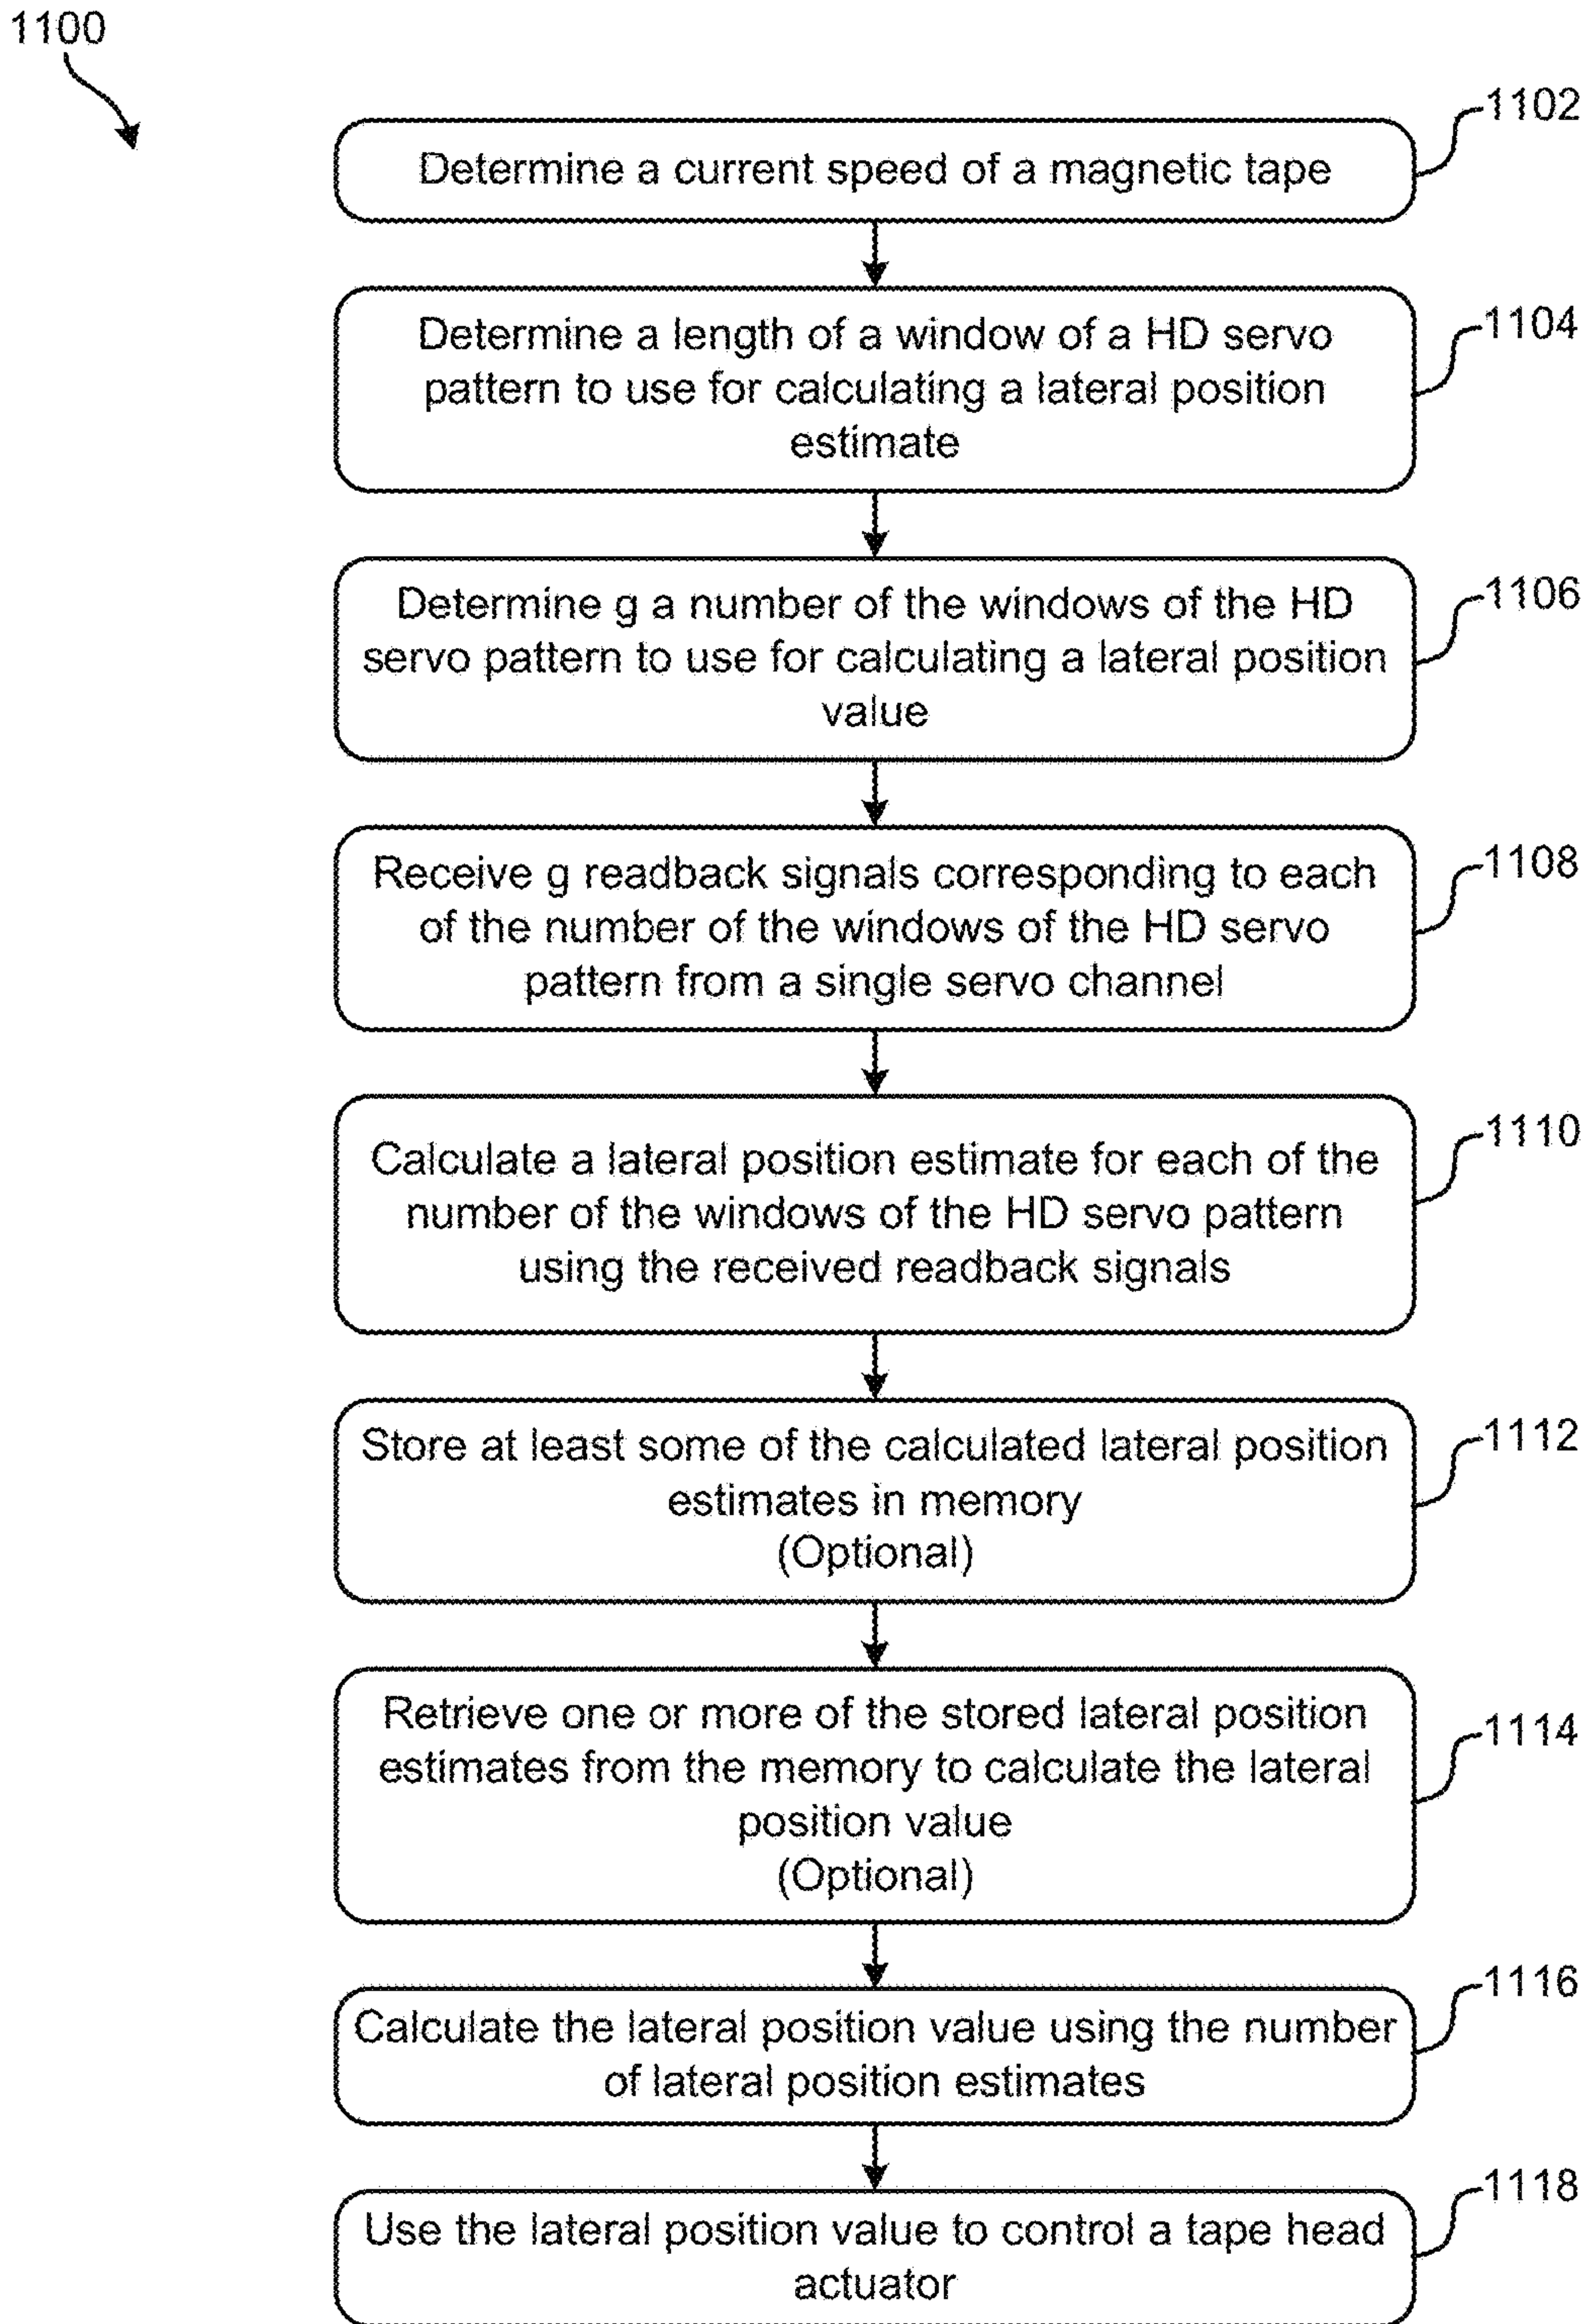 1100
1102
Determine a current speed of a magnetic tape
1104
Determine a length of a window of a HD servo
pattern to use for calculating a lateral position
estimate
1106
Determine g a number of the windows of the HD
servo pattern to use for calculating a lateral position
value
1108
Receive g readback signals corresponding to each
of the number of the windows of the HD servo
pattern from a single servo channel
1110
Calculate a lateral position estimate for each of the
number of the windows of the HD servo pattern
using the received readback signals
1112
Store at least some of the calculated lateral position
estimates in memory
(Optional)
1114
Retrieve one or more of the stored lateral position
estimates from the memory to calculate the lateral
position value
(Optional)
1116
Calculate the lateral position value using the number
of lateral position estimates
1118
Use the lateral position value to control a tape head
actuator